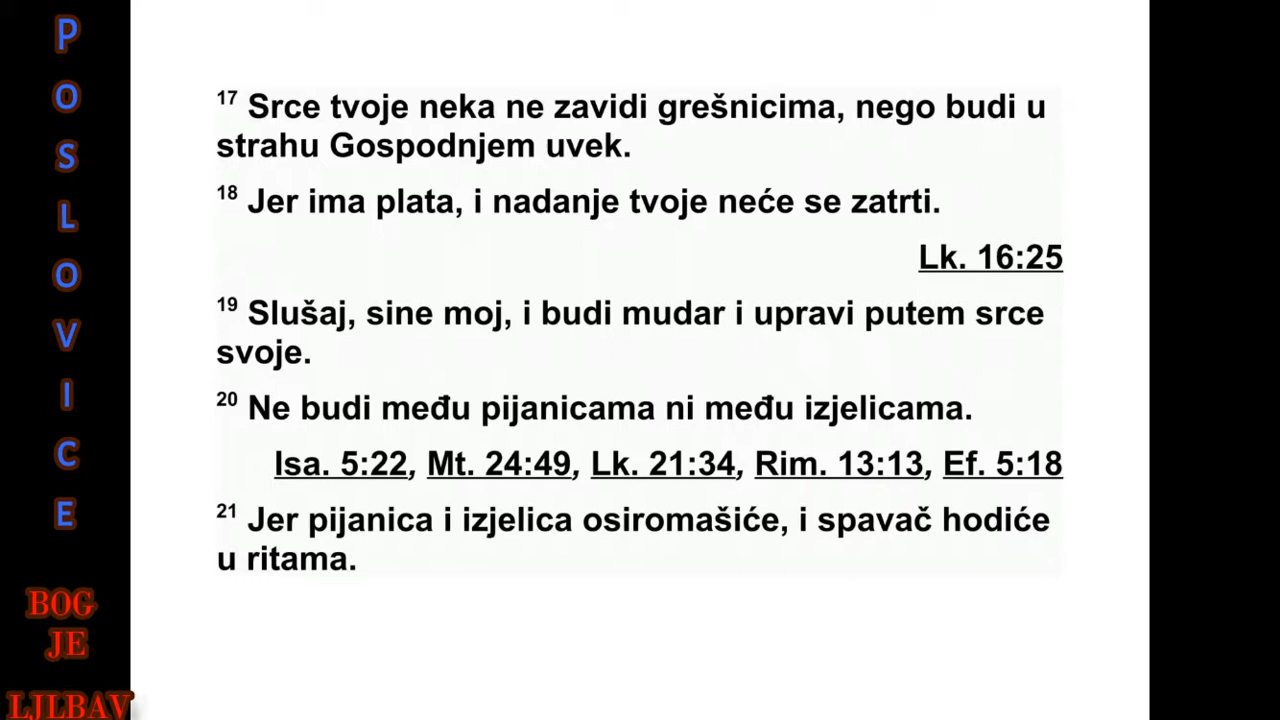 P
O
S
L
O
V
I
C
E
BOG
JE
LJLBAV
17 Srce tvoje neka ne zavidi grešnicima, nego budi u
strahu Gospodnjem uvek.
18 Jer ima plata, i nadanje tvoje neće se zatrti.
Lk. 16:25
19 Slušaj, sine moj, i budi mudar i upravi putem srce
svoje.
20 Ne budi među pijanicama ni među izjelicama.
Isa. 5:22, Mt. 24:49, Lk. 21:34, Rim. 13:13, Ef. 5:18
21 Jer pijanica i izjelica osiromašiće, i spavač hodiće
u ritama.